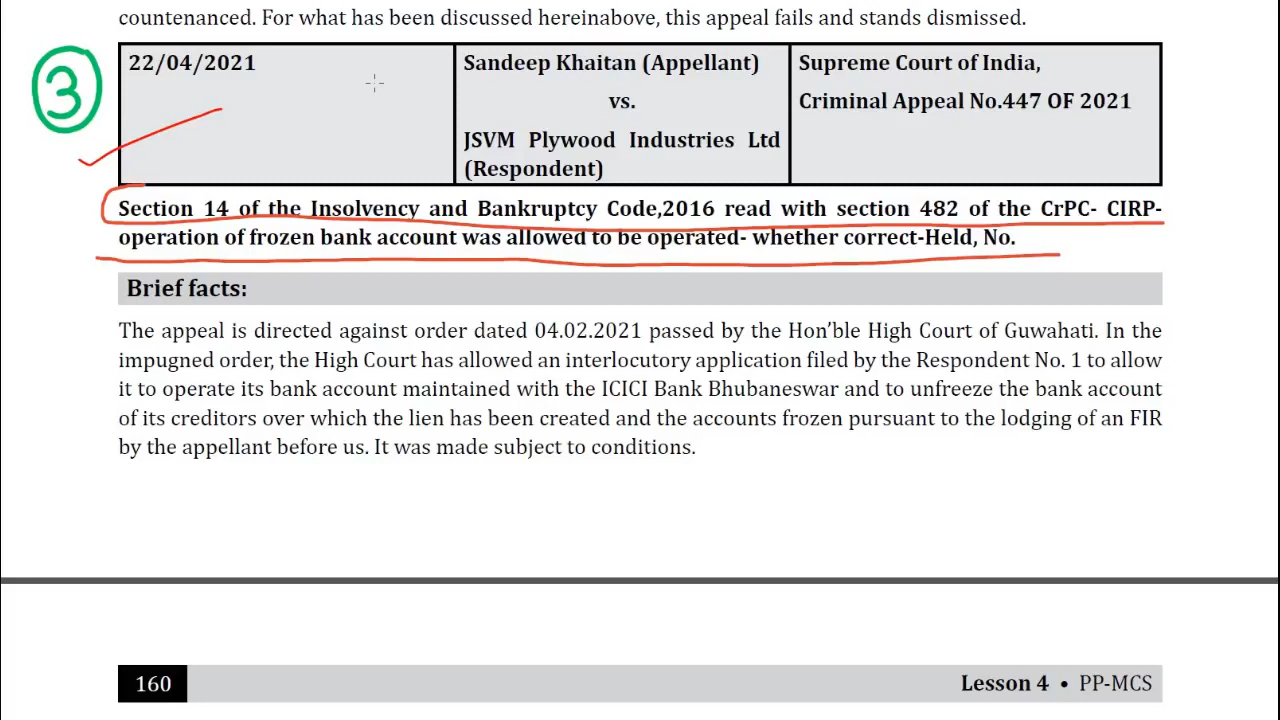 countenanced. For what has been discussed hereinabove, this appeal fails and stands dismissed.
3
22/04/2021
Sandeep Khaitan (Appellant)
vs.
JSVM Plywood Industries Ltd
(Respondent)
Supreme Court of India,
Criminal Appeal No.447 OF 2021
Section 14 of the Insolvency and Bankruptcy Code,2016 read with section 482 of the CrPC- CIRP-
operation of frozen bank account was allowed to be operated- whether correct-Held, No.
Brief facts:
The appeal is directed against order dated 04.02.2021 passed by the Hon’ble High Court of Guwahati. In the
impugned order, the High Court has allowed an interlocutory application filed by the Respondent No. 1 to allow
it to operate its bank account maintained with the ICICI Bank Bhubaneswar and to unfreeze the bank account
of its creditors over which the lien has been created and the accounts frozen pursuant to the lodging of an FIR
by the appellant before us. It was made subject to conditions.
160
Lesson 4 • PP-MCS